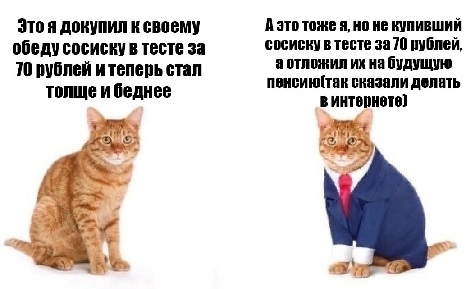 Это я докупил к своему
обеду сосиску в тесте за
70 рублей и теперь стал
толще и беднее
А это тоже я, но не купивший
сосиску в тесте за 70 рублей,
а отложил их на будущую
пенсию(так сказали делать
в интернете)